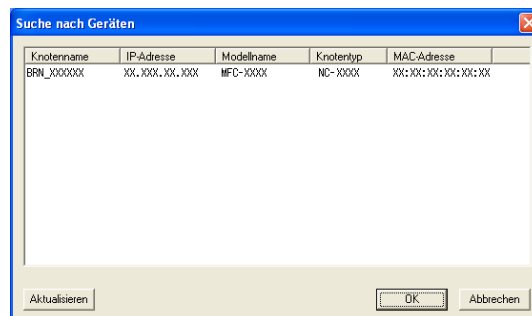 Suche nach Geräten
Knotenname IP-Adresse Modellname Knotentyp MAC-Adresse
BRN_XXXXXX XX.XXX.XX.XXX MFC-XXXX NC-XXXX XX:XX:XX:XX:XX:XX
Aktualisieren OK Abbrechen